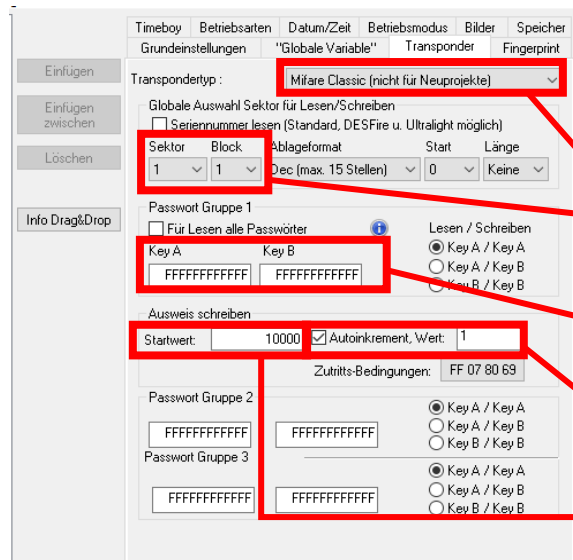 Timeboy Betriebsarten Datum/Zeit Betriebsmodus Bilder Speicher
Grundeinstellungen "Globale Variable" Transponder Fingerprint
Einfügen
Transpondertyp : Mifare Classic (nicht für Neuprojekte)
Einfügen zwischen
Globale Auswahl Sektor für Lesen/Schreiben
Seriennummer lesen (Standard, DESFire u. Ultralight möglich)
Löschen
Sektor Block Ablageformat Start Länge
1 1 Dec (max. 15 Stellen) 0 Keine
Info Drag&Drop
Passwort Gruppe 1
Für Lesen alle Passwörter Lesen / Schreiben
Key A Key B Key A / Key A
FFFFFFFFFFFF FFFFFFFFFFFF Key A / Key B
Key B / Key B
Ausweis schreiben
Startwert: 10000 Autoinkrement, Wert: 1
Zutritts-Bedingungen: FF 07 80 69
Passwort Gruppe 2
Key A / Key A
FFFFFFFFFFFF FFFFFFFFFFFF Key A / Key B
Key B / Key B
Passwort Gruppe 3
Key A / Key A
FFFFFFFFFFFF FFFFFFFFFFFF Key A / Key B
Key B / Key B